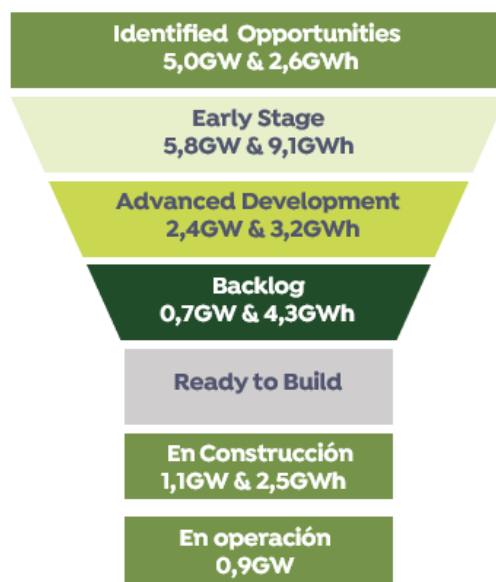 Identified Opportunities
5,0GW & 2,6GWh
Early Stage
5,8GW & 9,1GWh
Advanced Development
2,4GW & 3,2GWh
Backlog
0,7GW & 4,3GWh
Ready to Build
En Construcción
1,1GW & 2,5GWh
En operación
0,9GW